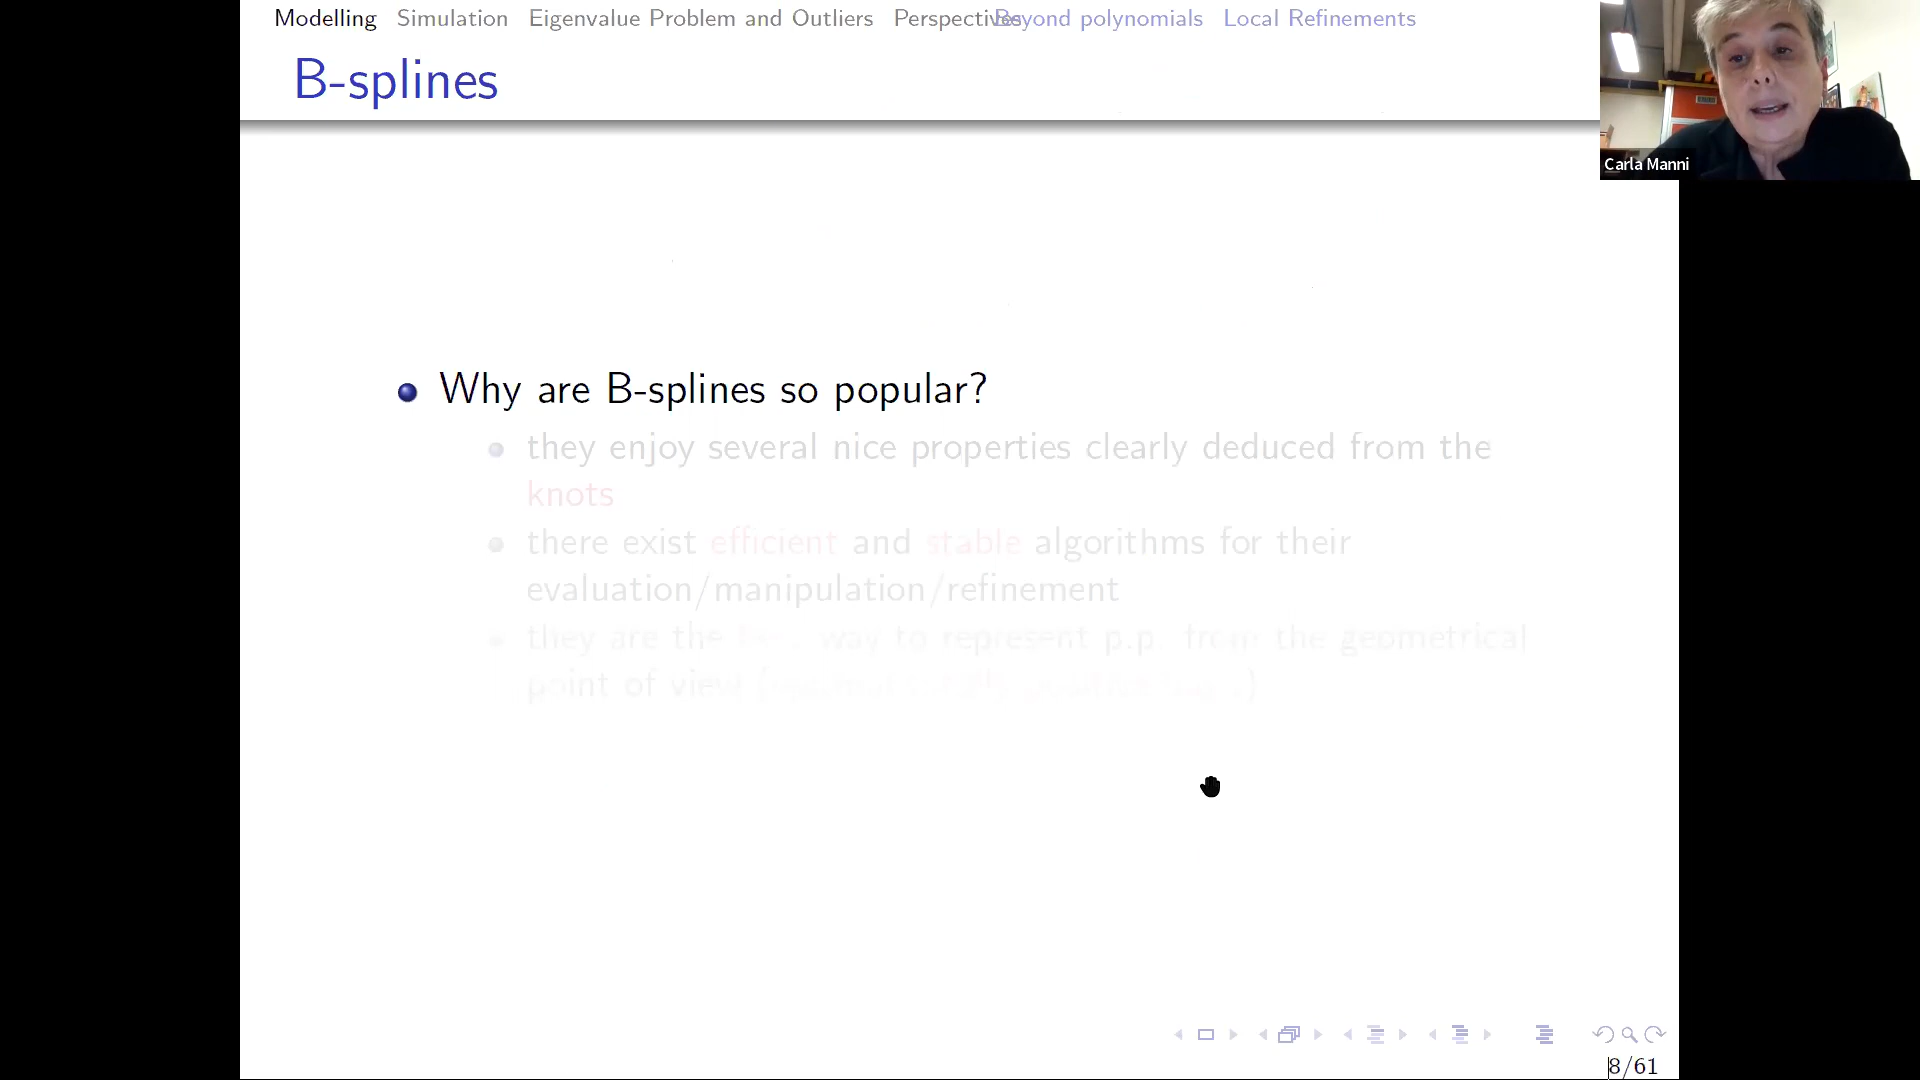 Modelling Simulation Eigenvalue Problem and Outliers Perspectives Beyond polynomials Local Refinements
B-splines
Carla Manni
Why are B-splines so popular?
they enjoy several nice properties clearly deduced from the
knots
there exist efficient and stable algorithms for their
evaluation/manipulation/refinement
they are the way to represent p.p. from the geometrical
point of view (
8/61